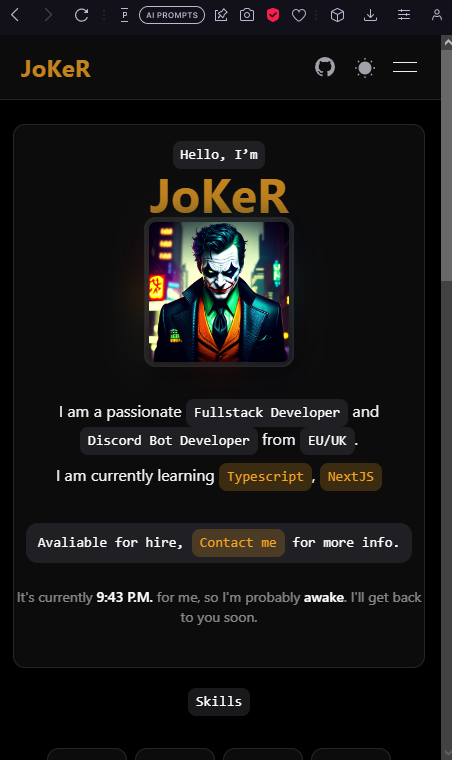 AI PROMPTS
JoKeR
Hello, I’m
JoKeR
I am a passionate Fullstack Developer and
Discord Bot Developer from EU/UK.
I am currently learning Typescript, NextJS
Avaliable for hire, Contact me for more info.
It's currently 9:43 P.M. for me, so I'm probably awake. I'll get back
to you soon.
Skills